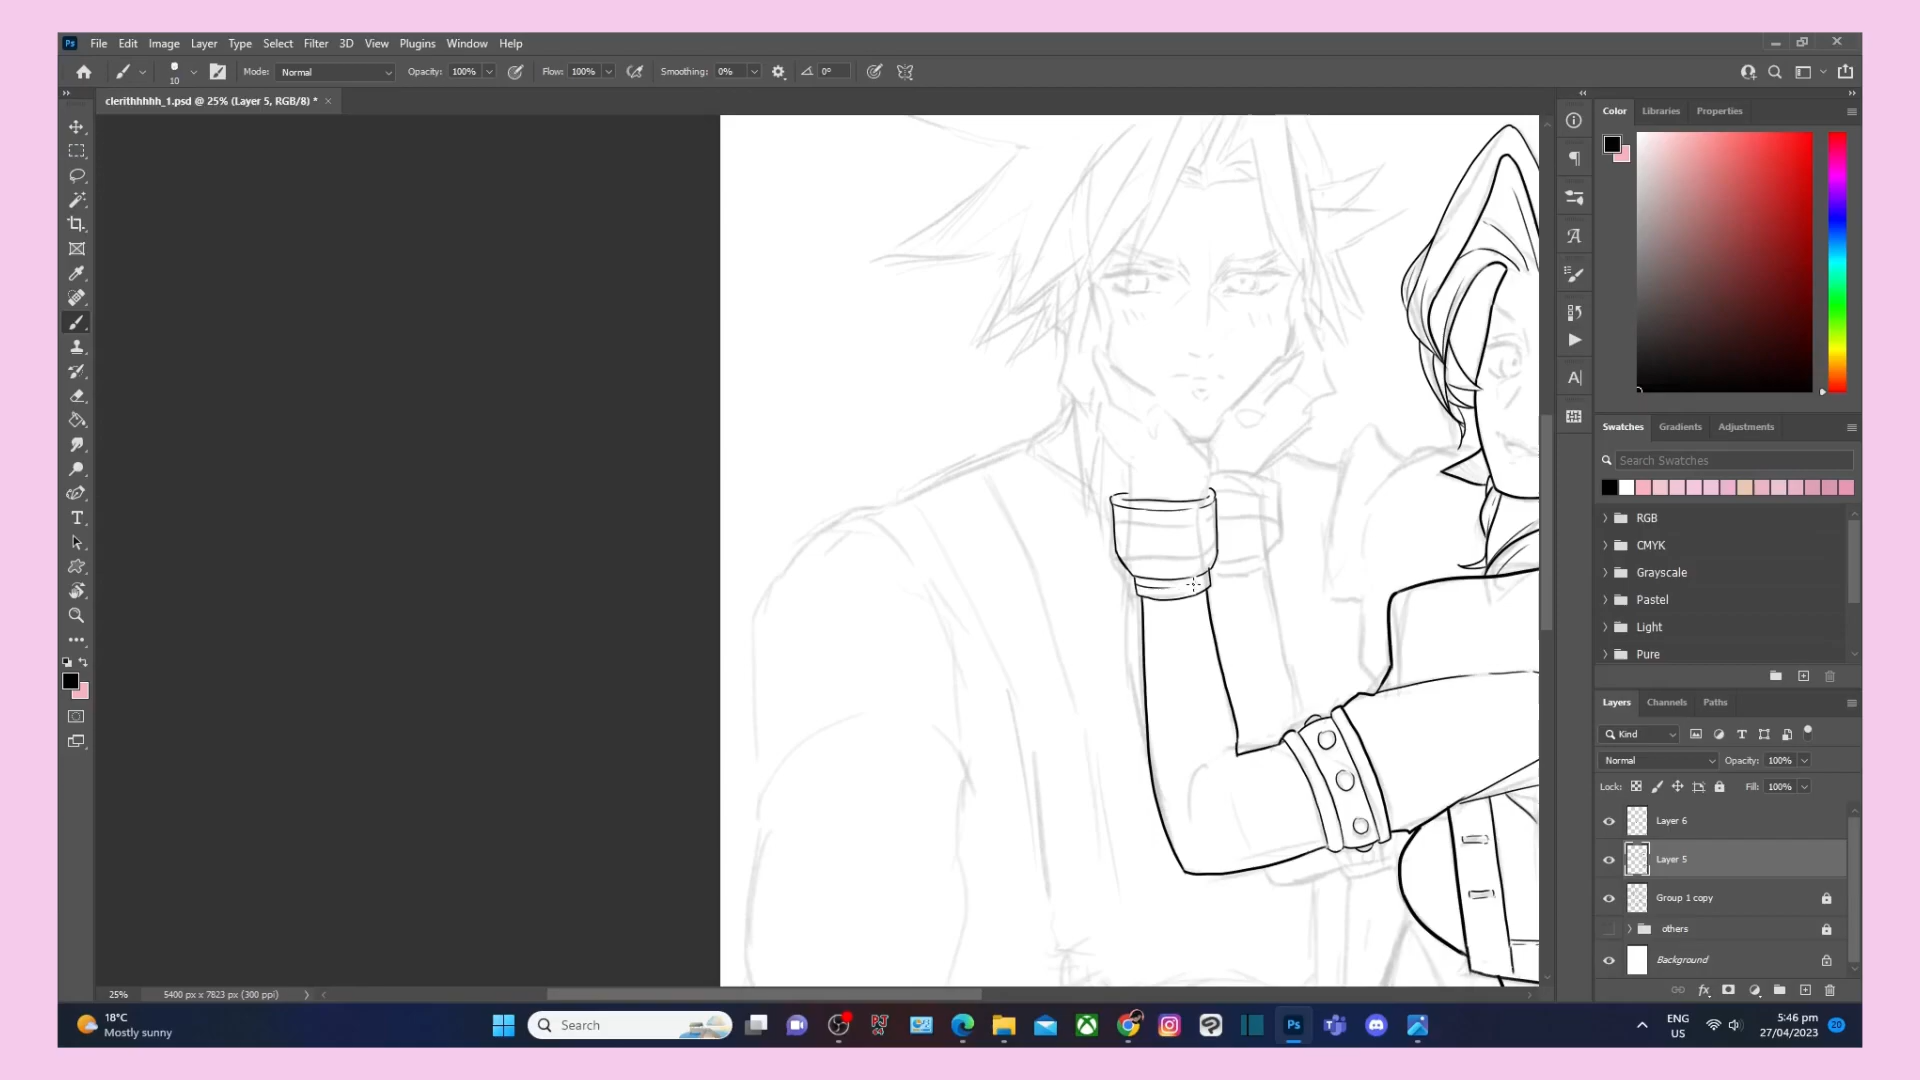 Ps File Edit Image Layer Type Select Filter 3D View Plugins Window Help
10 Mode: Normal Opacity: 100% Flow: 100% Smoothing: 0% 0°
clerithhhhh_1.psd @ 25% (Layer 5, RGB/8) *
Color Libraries Properties
Swatches Gradients Adjustments
Search Swatches
RGB
CMYK
Grayscale
Pastel
Light
Pure
Layers Channels Paths
Kind
Normal Opacity: 100%
Lock: Fill: 100%
Layer 6
Layer 5
Group 1 copy
others
Background
25% 5400 px x 7823 px (300 ppi)
18°C
Mostly sunny
Search
Ps
ENG
US
5:46 pm
27/04/2023
20